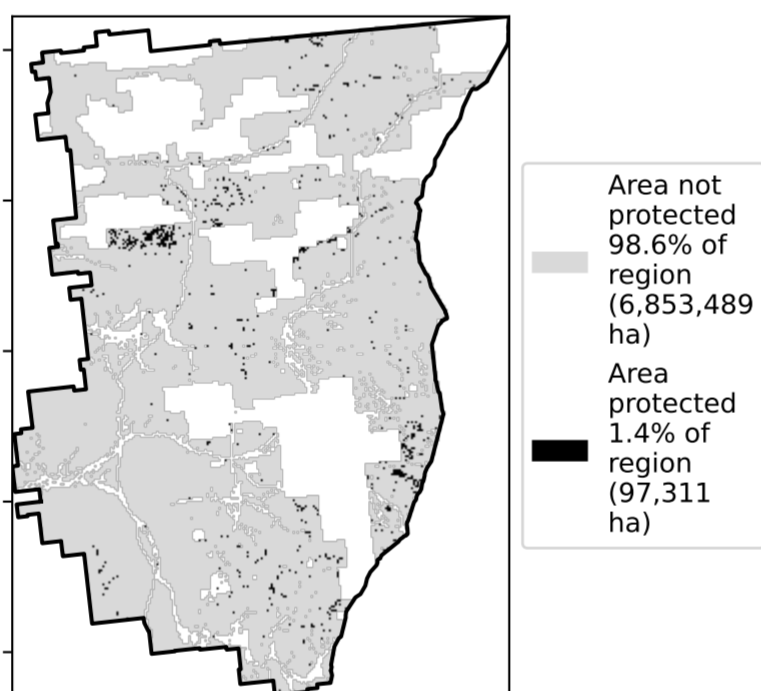 Area not
protected
98.6% of
region
(6,853,489
ha)
Area
protected
1.4% of
region
(97,311
ha)